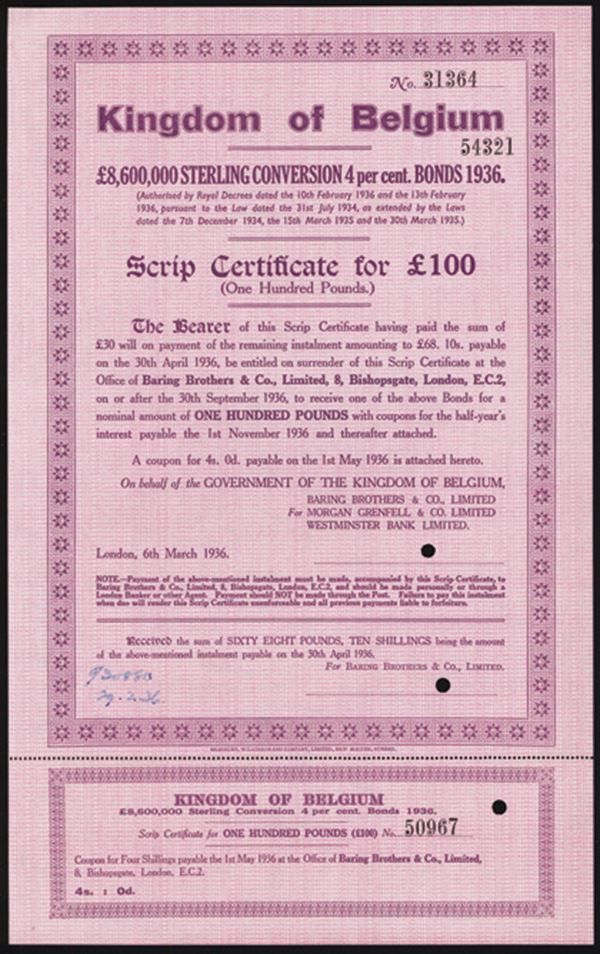 No. 31364
Kingdom of Belgium
54321
£8,600,000 STERLING CONVERSION 4 per cent. BONDS 1936.
(Authorised by Royal Decrees dated the 10th February 1936 and the 13th February
1936, pursuant to the Law dated the 31st July 1934, as extended by the Laws
dated the 7th December 1934, the 15th March 1935 and the 30th March 1935.)
Scrip Certificate for £100
(One Hundred Pounds.)
The Bearer of this Scrip Certificate having paid the sum of
£30 will on payment of the remaining instalment amounting to £68. 10s. payable
on the 30th April 1936, be entitled on surrender of this Scrip Certificate at the
Office of Baring Brothers & Co., Limited, 8, Bishopsgate, London, E.C.2,
on or after the 30th September 1936, to receive one of the above Bonds for a
nominal amount of ONE HUNDRED POUNDS with coupons for the half-year's
interest payable the 1st November 1936 and thereafter attached.
A coupon for 4s. 0d. payable on the 1st May 1936 is attached hereto.
On behalf of the GOVERNMENT OF THE KINGDOM OF BELGIUM,
BARING BROTHERS & CO., LIMITED
For MORGAN GRENFELL & CO. LIMITED
WESTMINSTER BANK LIMITED.
London, 6th March 1936.
NOTE.—Payment of the above-mentioned instalment must be made, accompanied by this Scrip Certificate, to
Baring Brothers & Co., Limited, 8, Bishopsgate, London, E.C.2, and should be made personally or through a
London Banker or other Agent. Payment should NOT be made through the Post. Failure to pay this instalment
when due will render this Scrip Certificate unenforceable and all previous payments liable to forfeiture.
Received the sum of SIXTY EIGHT POUNDS, TEN SHILLINGS being the amount
of the above-mentioned instalment payable on the 30th April 1936.
For BARING BROTHERS & CO., LIMITED.
29.2.36
KINGDOM OF BELGIUM
£8,600,000 Sterling Conversion 4 per cent. Bonds 1936.
Scrip Certificate for ONE HUNDRED POUNDS (£100) No. 50967
Coupon for Four Shillings payable the 1st May 1936 at the Office of Baring Brothers & Co., Limited,
8, Bishopsgate, London, E.C.2.
4s. : 0d.